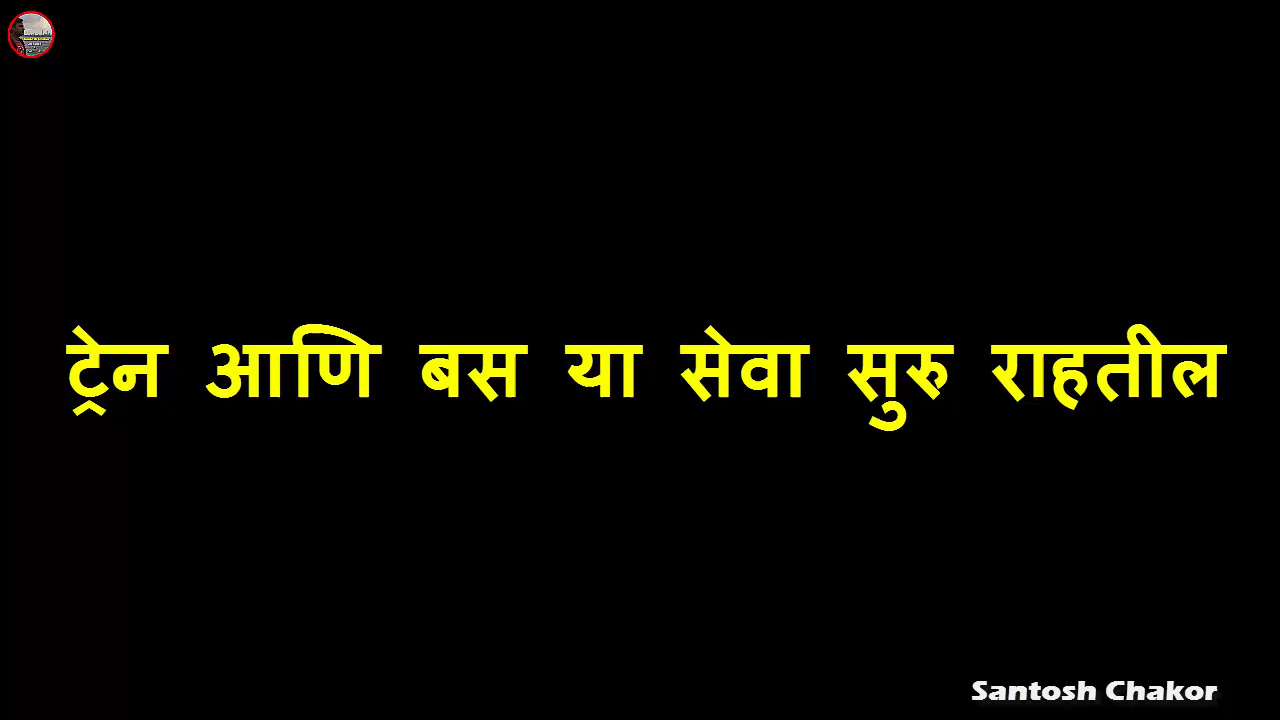 ट्रेन आणि बस या सेवा सुरु राहतील
Santosh Chakor